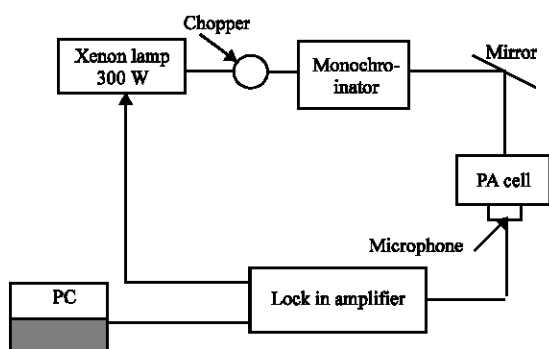 Chopper
Xenon lamp
300 W
Monochro-
inator
Mirror
PA cell
Microphone
PC
Lock in amplifier